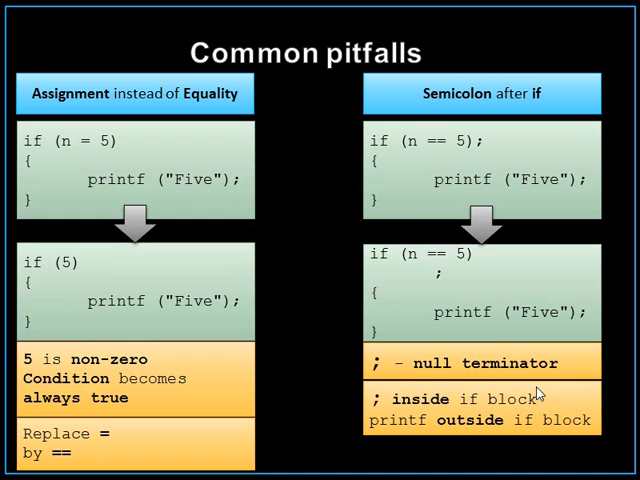 Common pitfalls
Assignment instead of Equality
if (n = 5)
{
printf ("Five");
}
if (5)
{
printf ("Five");
}
5 is non-zero
Condition becomes
always true
Replace =
by ==
Semicolon after if
if (n == 5);
{
printf ("Five");
}
if (n == 5)
;
{
printf ("Five");
}
; – null terminator
; inside if block
printf outside if block